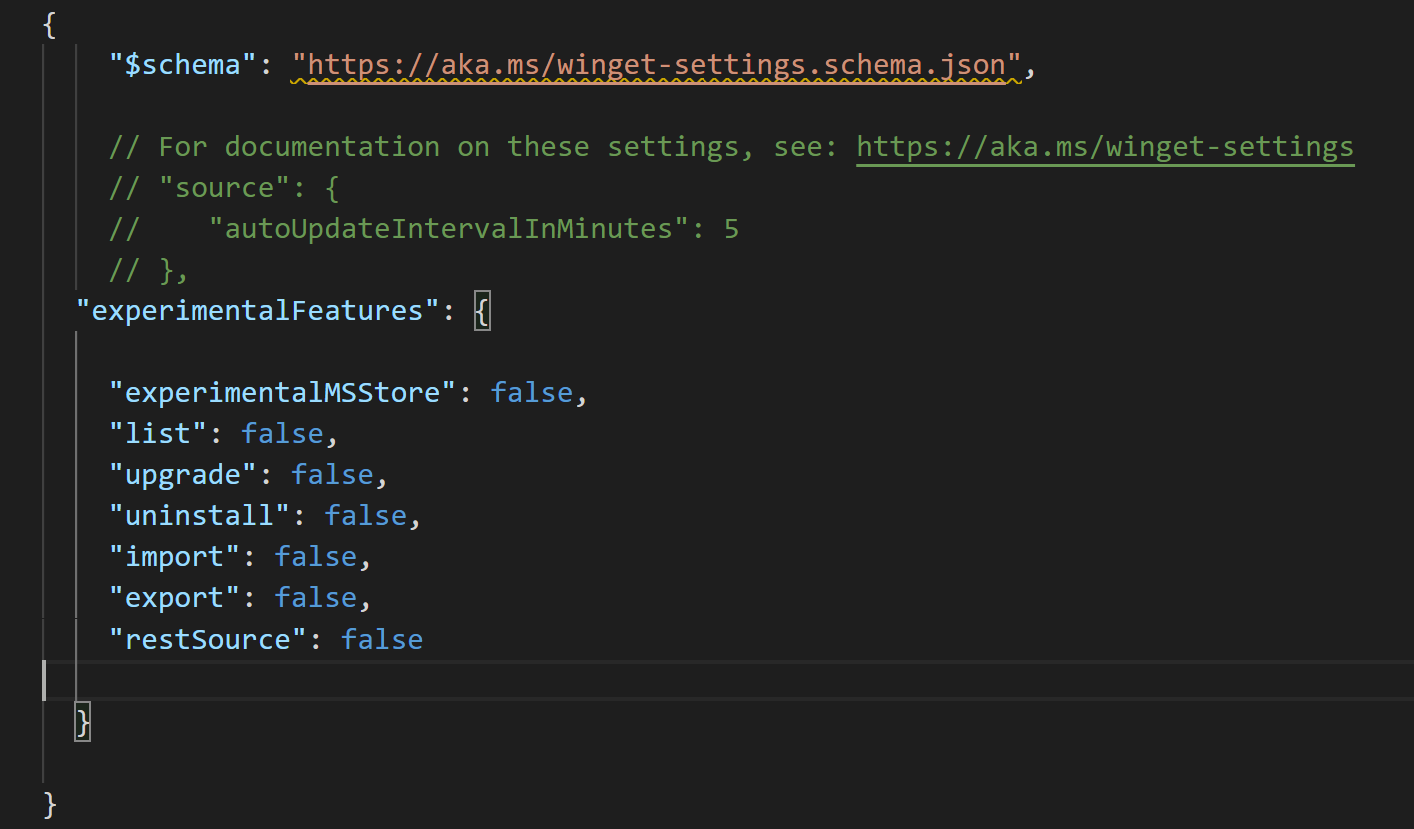 {
"$schema": "https://aka.ms/winget-settings.schema.json",
// For documentation on these settings, see: https://aka.ms/winget-settings
// "source": {
//    "autoUpdateIntervalInMinutes": 5
// },
"experimentalFeatures": {
"experimentalMSStore": false,
"list": false,
"upgrade": false,
"uninstall": false,
"import": false,
"export": false,
"restSource": false
}
}